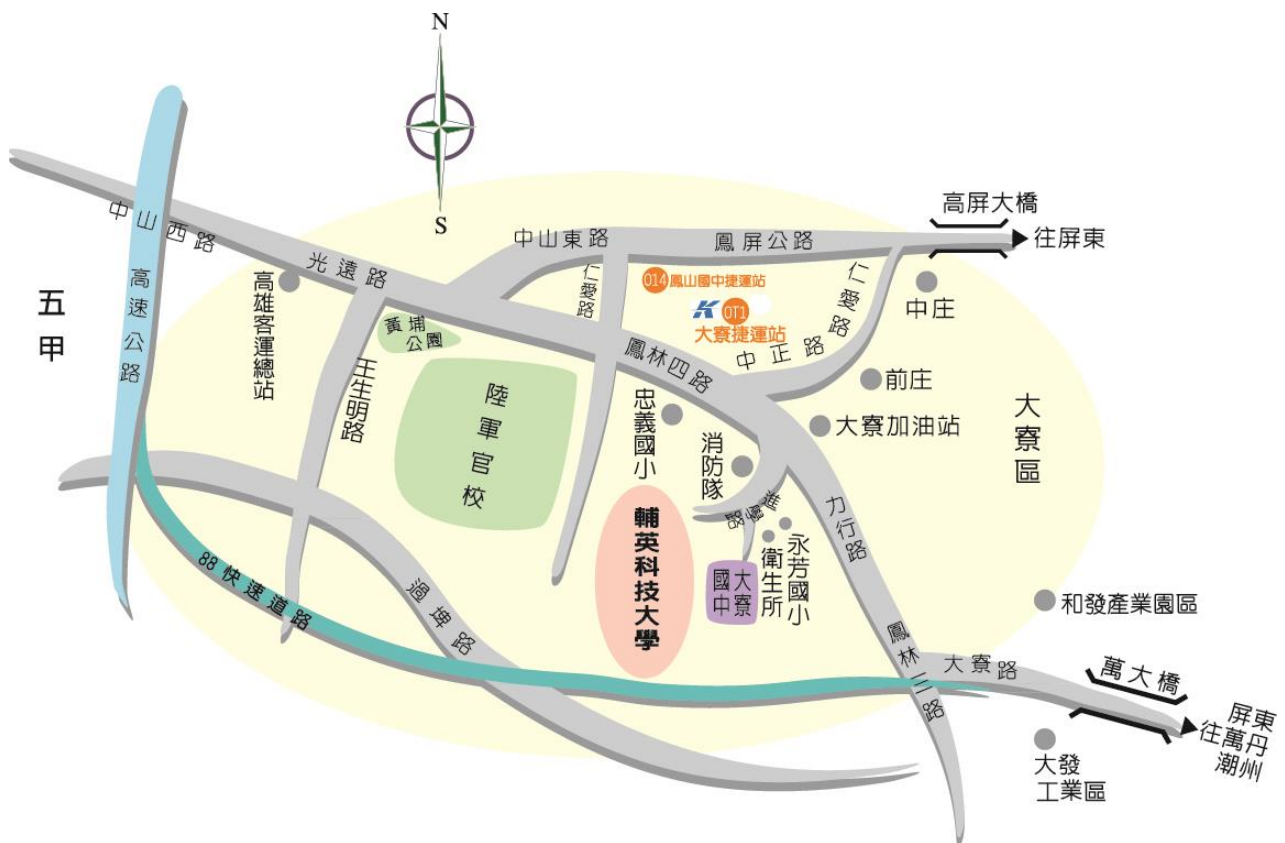 N
S
中山西路
高速公路
五甲
高雄客運總站
光遠路
黃埔
公園
王生明路
陸軍官校
中山東路
仁愛路
鳳屏公路
高屏大橋
往屏東
O14鳳山國中捷運站
K OT1
大寮捷運站
仁愛路
中正路
中庄
前庄
大寮加油站
大寮區
鳳林四路
忠義國小
消防隊
進學路
輔英科技大學
大寮
國中
衛生所
永芳國小
力行路
鳳林三路
和發產業園區
大寮路
萬大橋
屏東
往萬丹
潮州
大發
工業區
88快速道路
過埤路